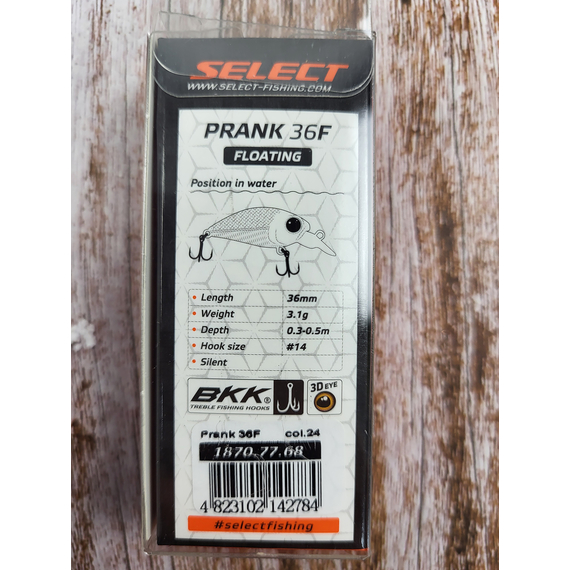 SELECT
WWW.SELECT-FISHING.COM
PRANK 36F
FLOATING
Position in water
Length 36mm
Weight 3.1g
Depth 0.3-0.5m
Hook size #14
Silent
BKK® 3D EYE
TREBLE FISHING HOOKS
Prank 36F col.24
1870.77.68
4 823102 142784
#selectfishing